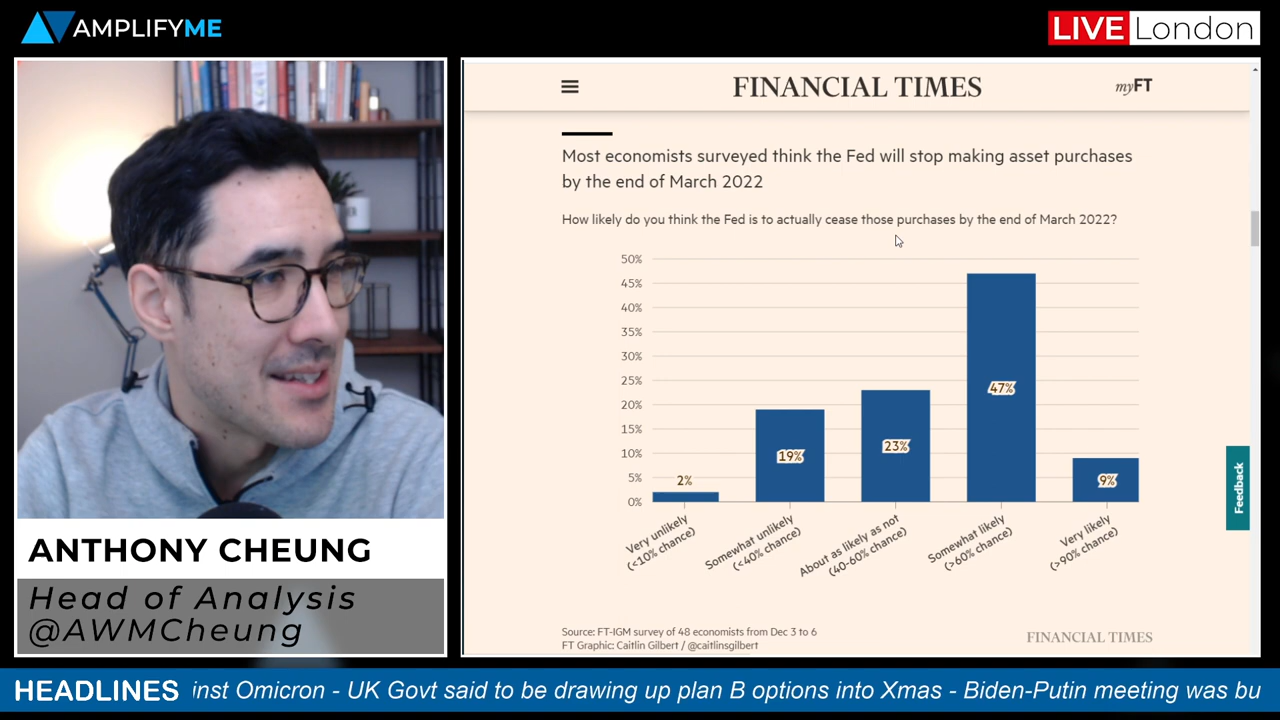 AMPLIFYME
LIVE London
FINANCIAL TIMES
myFT
Most economists surveyed think the Fed will stop making asset purchases
by the end of March 2022
How likely do you think the Fed is to actually cease those purchases by the end of March 2022?
50%
45%
40%
35%
30%
25%
20%
15%
10%
5%
0%
2%
19%
23%
47%
9%
Very unlikely
(<10% chance)
Somewhat unlikely
(<40% chance)
About as likely as not
(40-60% chance)
Somewhat likely
(>60% chance)
Very likely
(>90% chance)
Feedback
Source: FT-IGM survey of 48 economists from Dec 3 to 6
FT Graphic: Caitlin Gilbert / @caitlinsgilbert
FINANCIAL TIMES
ANTHONY CHEUNG
Head of Analysis
@AWMCheung
HEADLINES inst Omicron - UK Govt said to be drawing up plan B options into Xmas - Biden-Putin meeting was bu